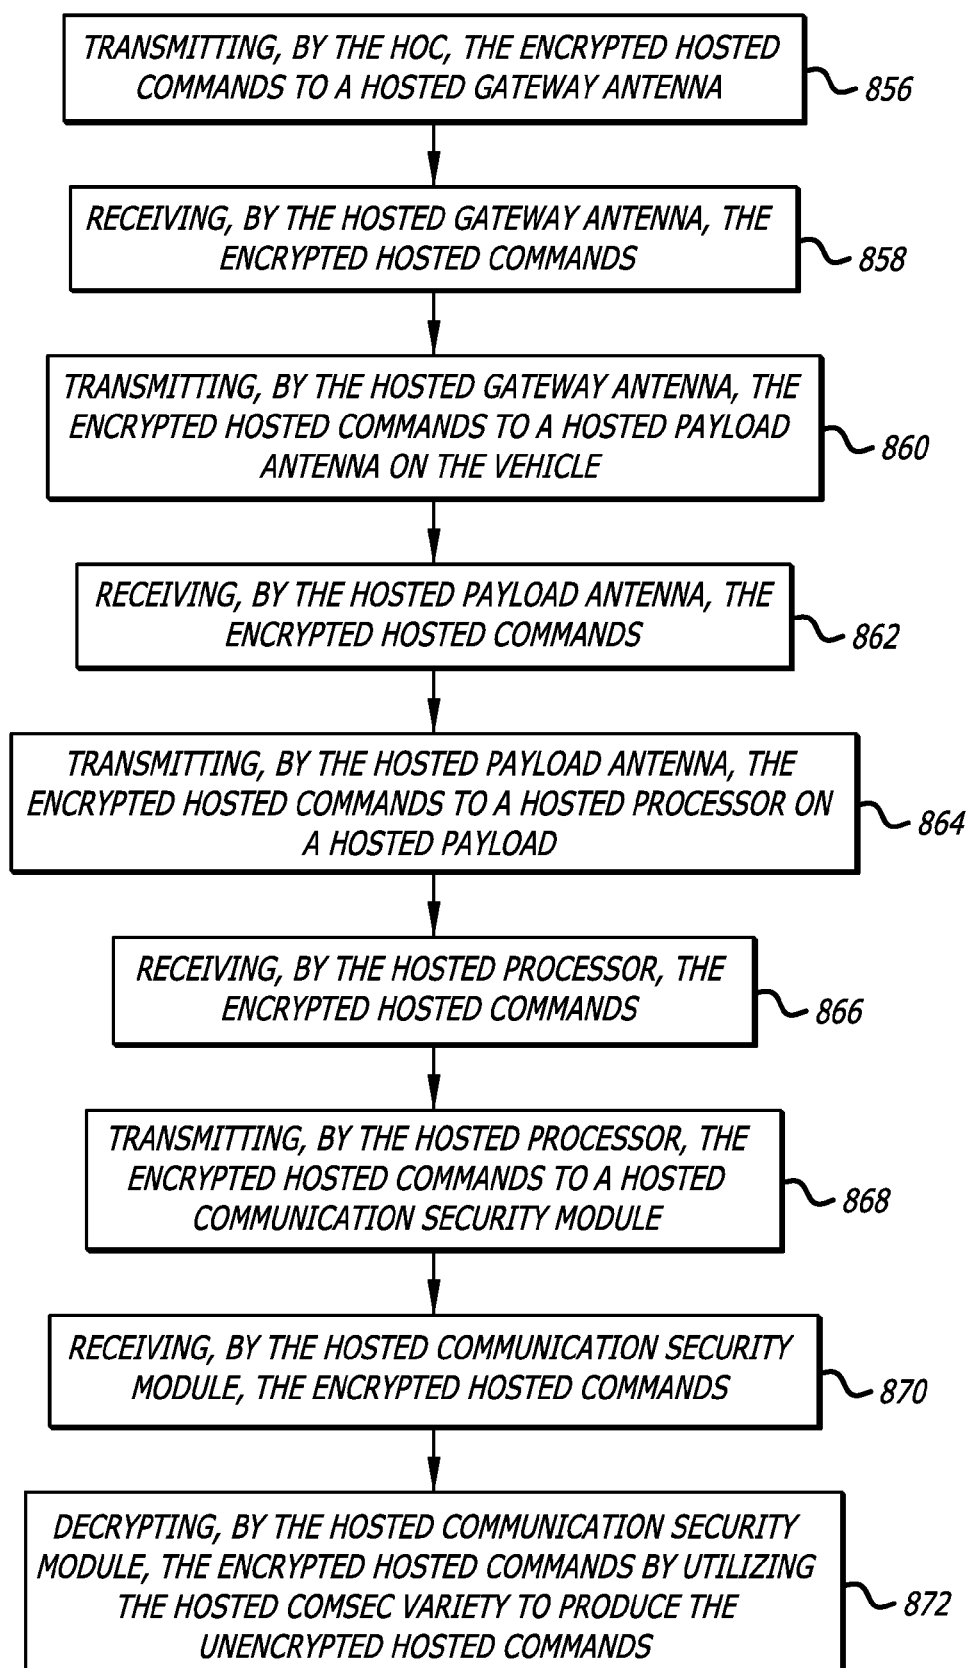 TRANSMITTING, BY THE HOC, THE ENCRYPTED HOSTED
COMMANDS TO A HOSTED GATEWAY ANTENNA
856
RECEIVING, BY THE HOSTED GATEWAY ANTENNA, THE
ENCRYPTED HOSTED COMMANDS
858
TRANSMITTING, BY THE HOSTED GATEWAY ANTENNA, THE
ENCRYPTED HOSTED COMMANDS TO A HOSTED PAYLOAD
ANTENNA ON THE VEHICLE
860
RECEIVING, BY THE HOSTED PAYLOAD ANTENNA, THE
ENCRYPTED HOSTED COMMANDS
862
TRANSMITTING, BY THE HOSTED PAYLOAD ANTENNA, THE
ENCRYPTED HOSTED COMMANDS TO A HOSTED PROCESSOR ON
A HOSTED PAYLOAD
864
RECEIVING, BY THE HOSTED PROCESSOR, THE
ENCRYPTED HOSTED COMMANDS
866
TRANSMITTING, BY THE HOSTED PROCESSOR, THE
ENCRYPTED HOSTED COMMANDS TO A HOSTED
COMMUNICATION SECURITY MODULE
868
RECEIVING, BY THE HOSTED COMMUNICATION SECURITY
MODULE, THE ENCRYPTED HOSTED COMMANDS
870
DECRYPTING, BY THE HOSTED COMMUNICATION SECURITY
MODULE, THE ENCRYPTED HOSTED COMMANDS BY UTILIZING
THE HOSTED COMSEC VARIETY TO PRODUCE THE
UNENCRYPTED HOSTED COMMANDS
872